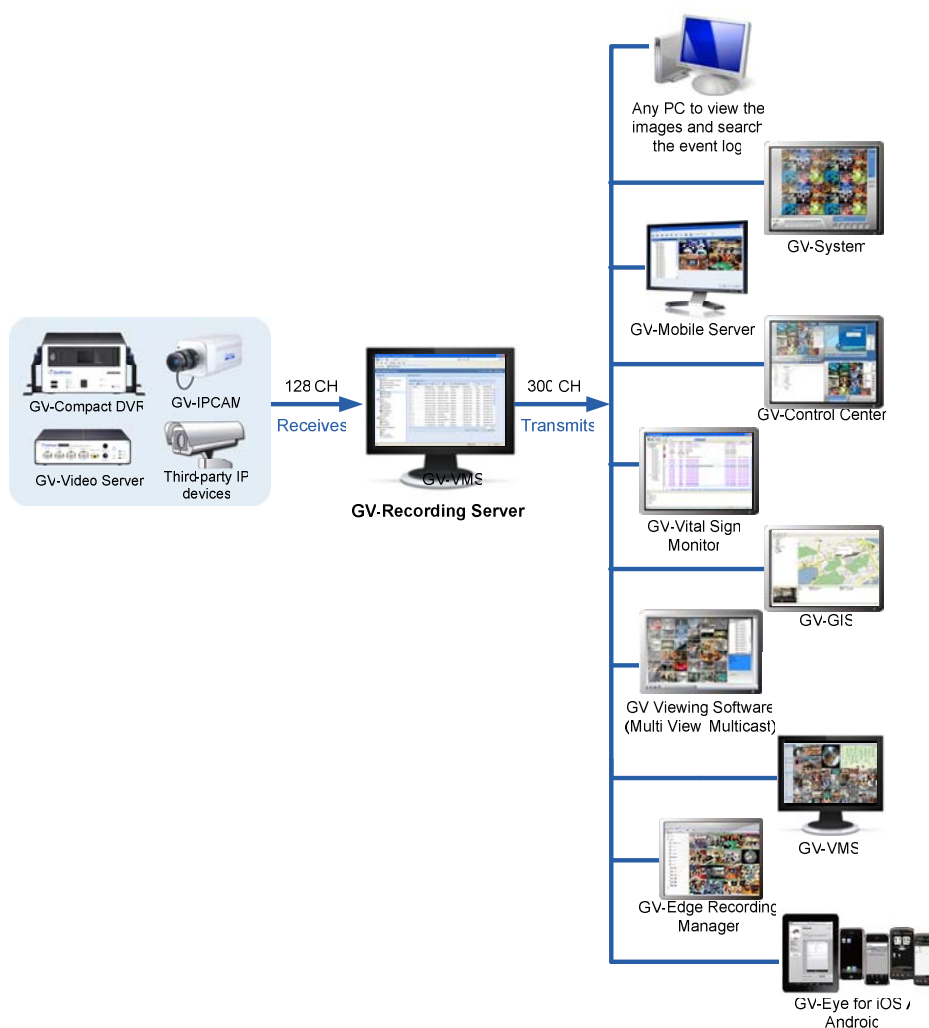 Any PC to view the
images and search
the event log
GV-System
GV-Mobile Server
GV-Control Center
GV-Compact DVR
GV-IPCAM
GV-Video Server
Third-party IP
devices
128 CH
Receives
GV-VMS
GV-Recording Server
300 CH
Transmits
GV-Vital Sign
Monitor
GV-GIS
GV Viewing Software
(Multi View Multicast)
GV-VMS
GV-Edge Recording
Manager
GV-Eye for iOS /
Android